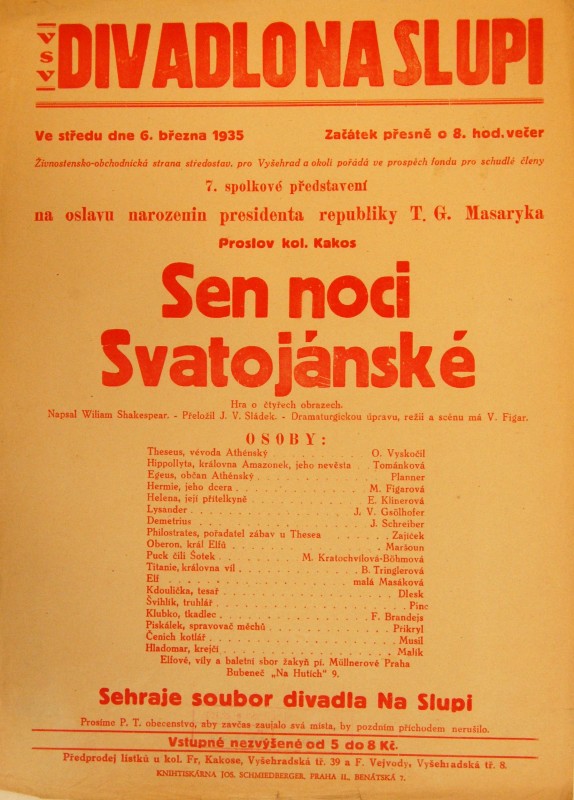 V S V
DIVADLO NA SLUPI
Ve středu dne 6. března 1935 Začátek přesně o 8. hod. večer
Živnostensko-obchodnická strana středostav. pro Vyšehrad a okolí pořádá ve prospěch fondu pro schudlé členy
7. spolkové představení
na oslavu narozenin presidenta republiky T. G. Masaryka
Proslov kol. Kakos
Sen noci
Svatojánské
Hra o čtyřech obrazech.
Napsal Wiliam Shakespear. - Přeložil J. V. Sládek. - Dramaturgickou úpravu, režii a scénu má V. Figar.
OSOBY:
Theseus, vévoda Athénský . . . . . . . . . . O. Vyskočil
Hippollyta, královna Amazonek, jeho nevěsta . . Tománková
Egeus, občan Athénský . . . . . . . . . . Planner
Hermie, jeho dcera . . . . . . . . . . M. Figarová
Helena, její přítelkyně . . . . . . . . . . E. Klinerová
Lysander . . . . . . . . . . J. V. Gsölhofer
Demetrius . . . . . . . . . . J. Schreiber
Philostrates, pořadatel zábav u Thesea . . . . . Zajíček
Oberon, král Elfů . . . . . . . . . . Maršoun
Puck čili Šotek . . . . . . . M. Kratochvílová-Böhmová
Titanie, královna víl . . . . . . . . . . B. Tringlerová
Elf . . . . . . . . . . malá Masáková
Kdoulička, tesař . . . . . . . . . . Dlesk
Švihlík, truhlář . . . . . . . . . . Pinc
Klubko, tkadlec . . . . . . . . . . F. Brandejs
Pískálek, spravovač měchů . . . . . . . . Přikryl
Čenich kotlář . . . . . . . . . . Musil
Hladomar, krejčí . . . . . . . . . . Malík
Elfové, víly a baletní sbor žakyň pí. Müllnerové Praha
Bubeneč „Na Hutích" 9.
Sehraje soubor divadla Na Slupi
Prosíme P. T. obecenstvo, aby zavčas zaujalo svá místa, by pozdním příchodem nerušilo.
Vstupné nezvýšené od 5 do 8 Kč.
Předprodej lístků u kol. Fr. Kakose, Vyšehradská tř. 39 a F. Vejvody, Vyšehradská tř. 8.
KNIHTISKÁRNA JOS. SCHMIEDBERGER, PRAHA II., BENÁTSKÁ 7.